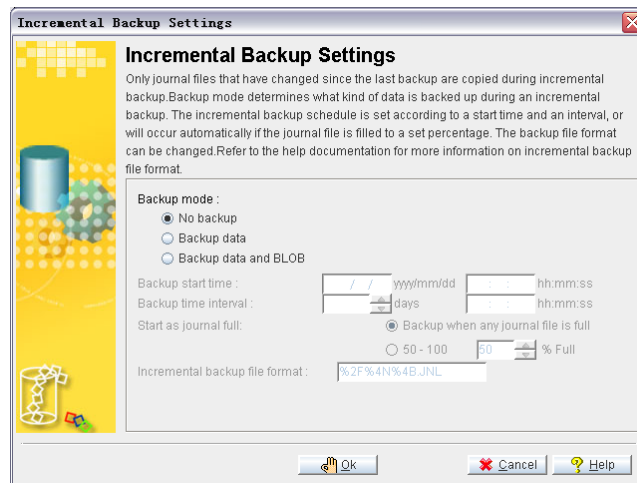 Incremental Backup Settings
Incremental Backup Settings
Only journal files that have changed since the last backup are copied during incremental
backup.Backup mode determines what kind of data is backed up during an incremental
backup. The incremental backup schedule is set according to a start time and an interval, or
will occur automatically if the journal file is filled to a set percentage. The backup file format
can be changed.Refer to the help documentation for more information on incremental backup
file format.
Backup mode :
No backup
Backup data
Backup data and BLOB
Backup start time : / / yyyy/mm/dd : : hh:mm:ss
Backup time interval : days : : hh:mm:ss
Start as journal full: Backup when any journal file is full
50 - 100 50 % Full
Incremental backup file format : %2F%4N%4B.JNL
Ok Cancel Help